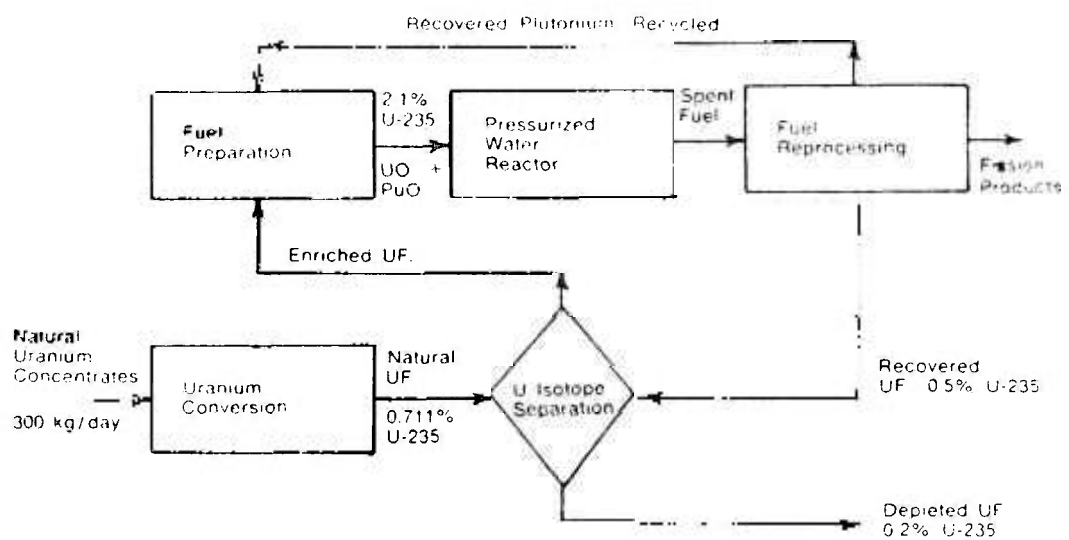 Recovered Plutonium Recycled
Fuel
Preparation
2.1%
U-235
UO +
PuO
Pressurized
Water
Reactor
Spent
Fuel
Fuel
Reprocessing
Fission
Products
Enriched UF.
Natural
Uranium
Concentrates
300 kg/day
Uranium
Conversion
Natural
UF
0.711%
U-235
U Isotope
Separation
Recovered
UF 0.5% U-235
Depleted UF
0.2% U-235